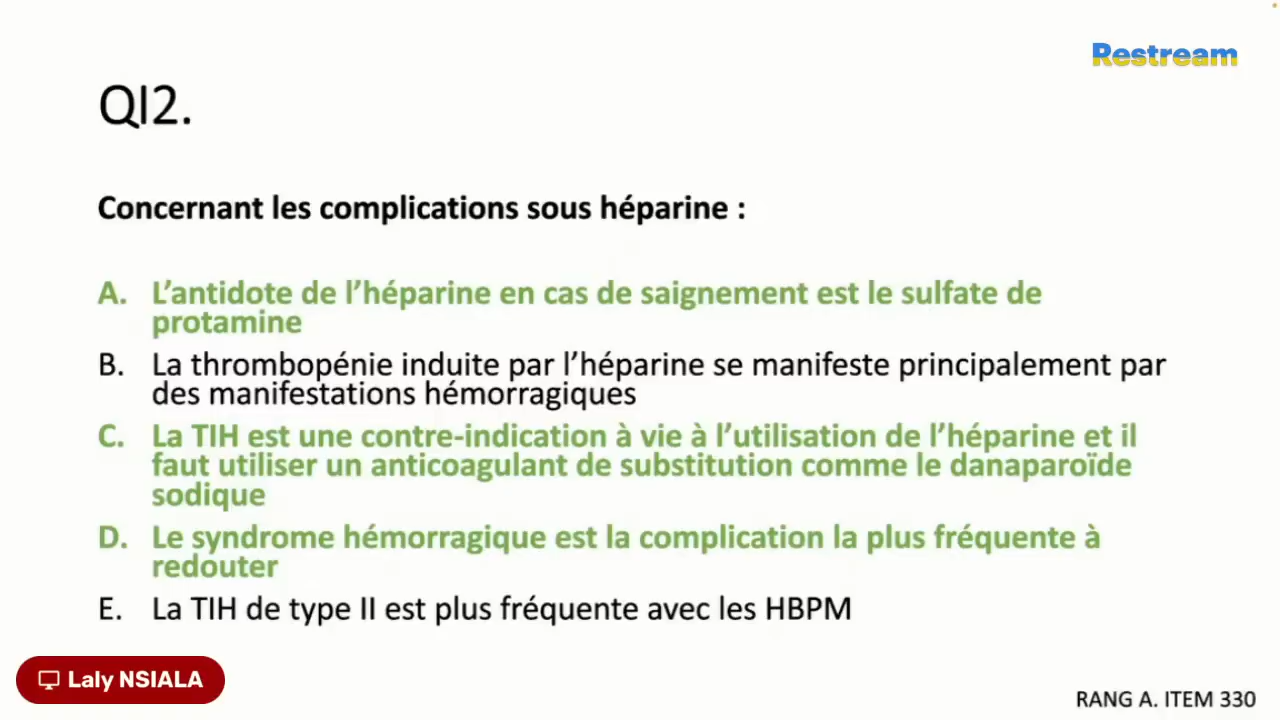 Restream
QI2.
Concernant les complications sous héparine :
A. L’antidote de l’héparine en cas de saignement est le sulfate de
protamine
B. La thrombopénie induite par l’héparine se manifeste principalement par
des manifestations hémorragiques
C. La TIH est une contre-indication à vie à l’utilisation de l’héparine et il
faut utiliser un anticoagulant de substitution comme le danaparoïde
sodique
D. Le syndrome hémorragique est la complication la plus fréquente à
redouter
E. La TIH de type II est plus fréquente avec les HBPM
Laly NSIALA
RANG A. ITEM 330